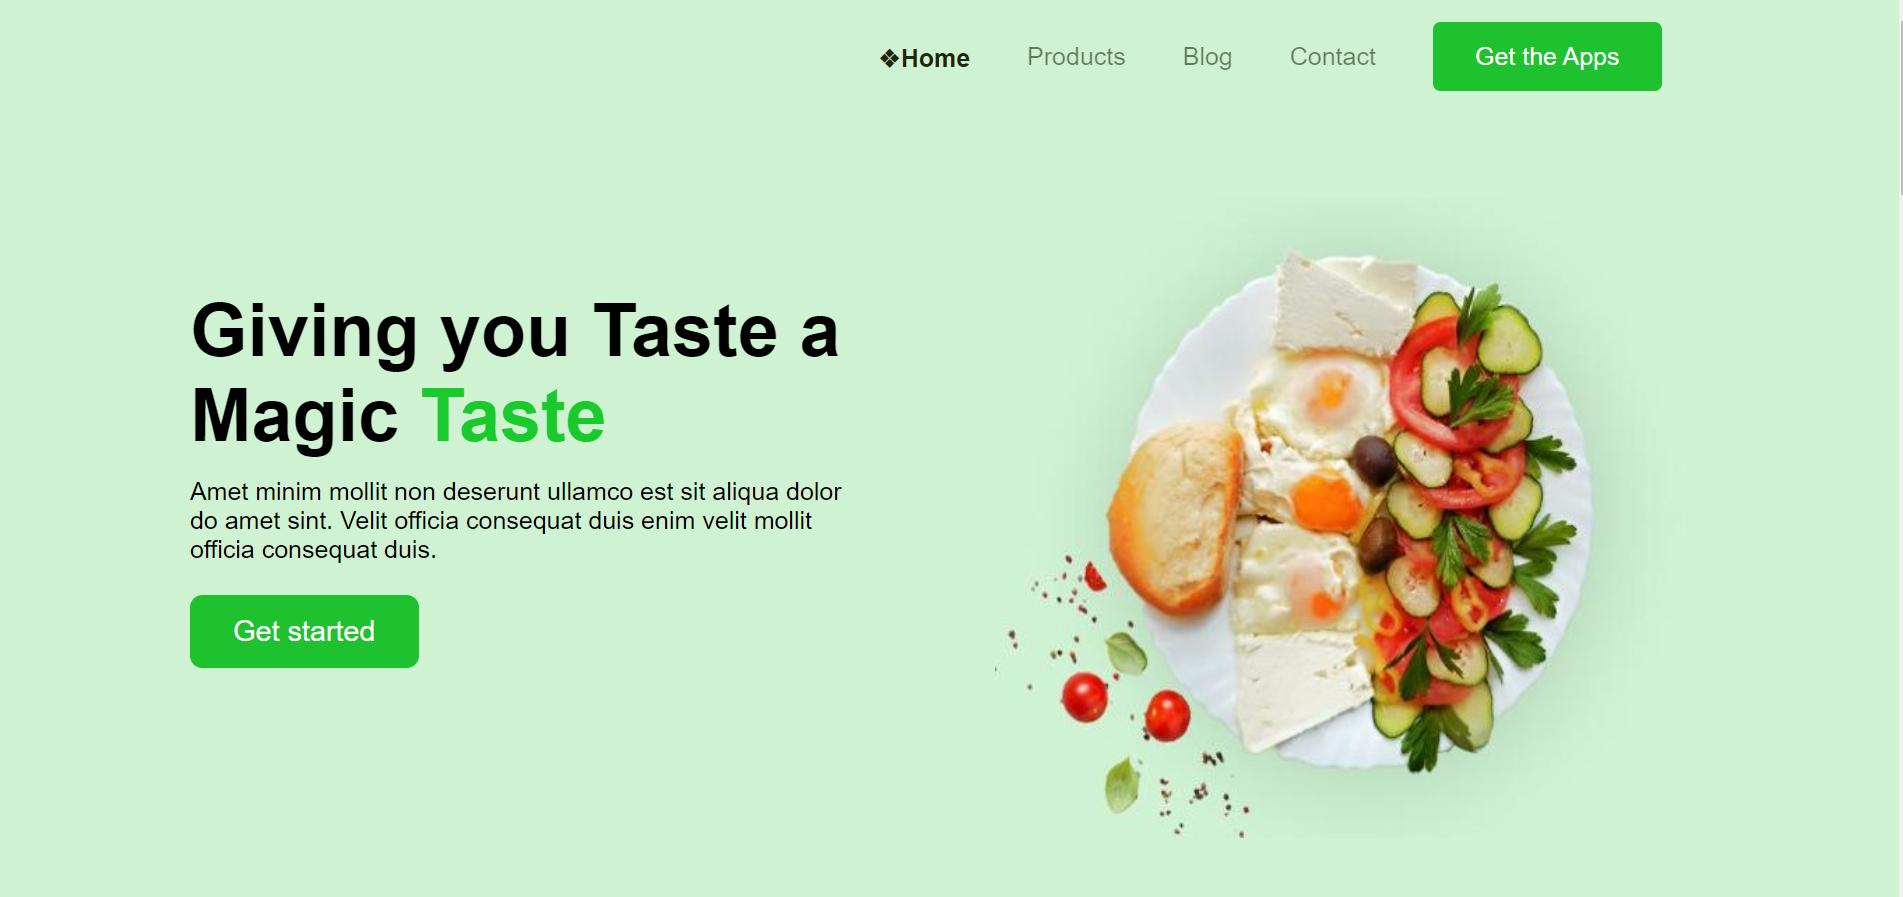 ❖Home Products Blog Contact Get the Apps
Giving you Taste a
Magic Taste
Amet minim mollit non deserunt ullamco est sit aliqua dolor
do amet sint. Velit officia consequat duis enim velit mollit
officia consequat duis.
Get started